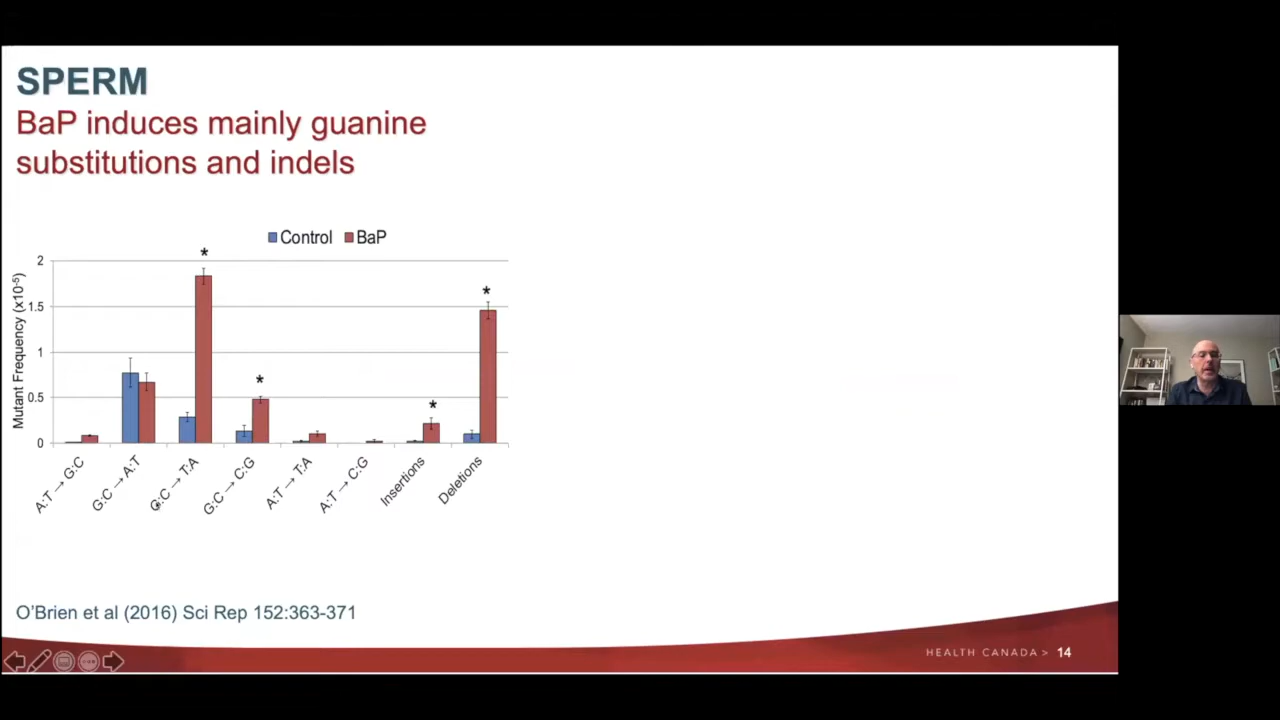 SPERM
BaP induces mainly guanine
substitutions and indels
Control BaP
Mutant Frequency (x10-5)
2
1.5
1
0.5
0
* * * *
A:T → G:C
G:C → A:T
G:C → T:A
G:C → C:G
A:T → T:A
A:T → C:G
Insertions
Deletions
O'Brien et al (2016) Sci Rep 152:363-371
HEALTH CANADA > 14